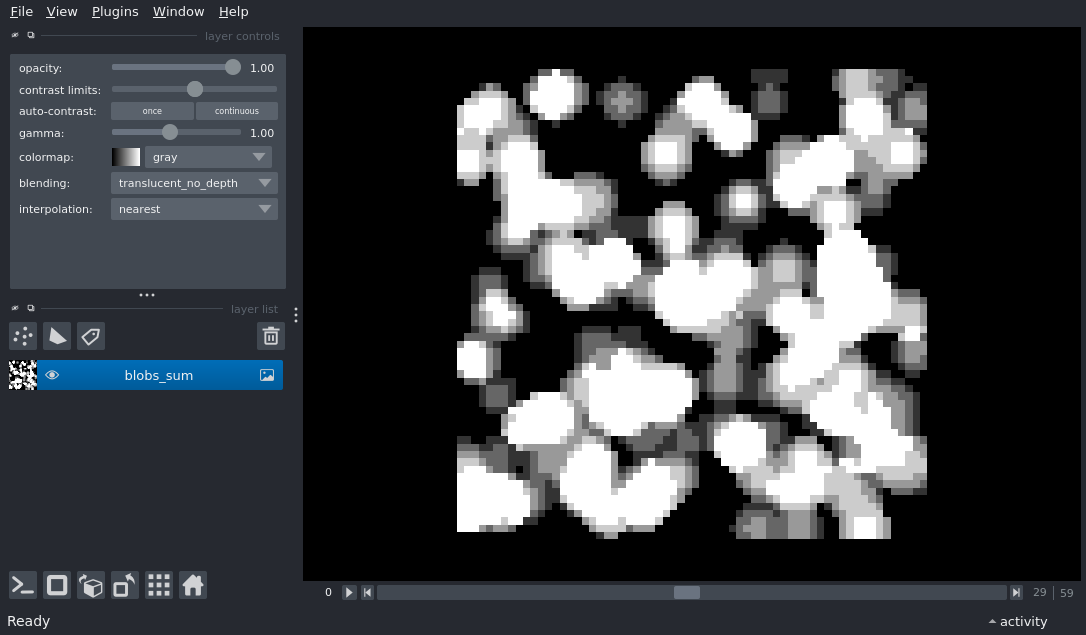 File View Plugins Window Help
layer controls
opacity: 1.00
contrast limits:
auto-contrast: once continuous
gamma: 1.00
colormap: gray
blending: translucent_no_depth
interpolation: nearest
layer list
blobs_sum
0 29 59
Ready activity